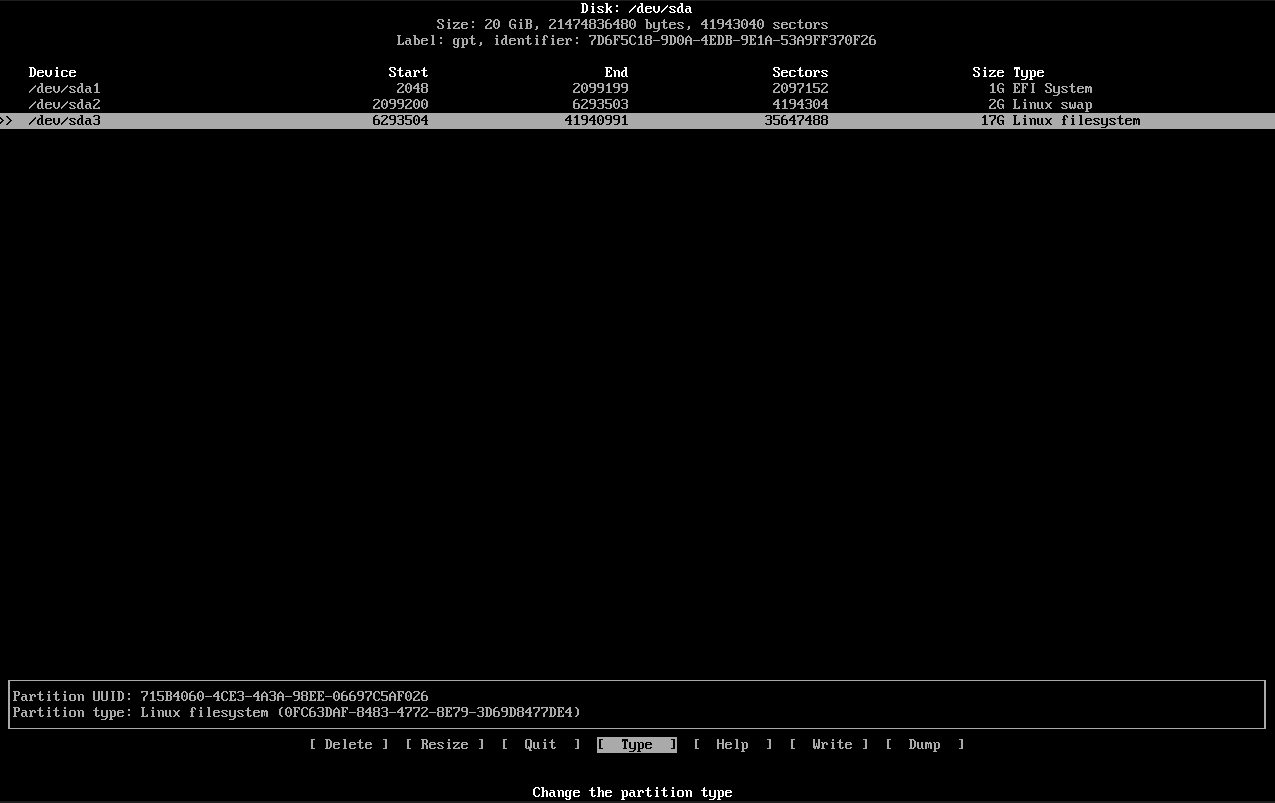 Disk: /dev/sda
Size: 20 GiB, 21474836480 bytes, 41943040 sectors
Label: gpt, identifier: 7D6F5C18-9D0A-4EDB-9E1A-53A9FF370F26
Device Start End Sectors Size Type
/dev/sda1 2048 2099199 2097152 1G EFI System
/dev/sda2 2099200 6293503 4194304 2G Linux swap
>> /dev/sda3 6293504 41940991 35647488 17G Linux filesystem
Partition UUID: 715B4060-4CE3-4A3A-98EE-06697C5AF026
Partition type: Linux filesystem (0FC63DAF-8483-4772-8E79-3D69D8477DE4)
[ Delete ] [ Resize ] [ Quit ] [ Type ] [ Help ] [ Write ] [ Dump ]
Change the partition type